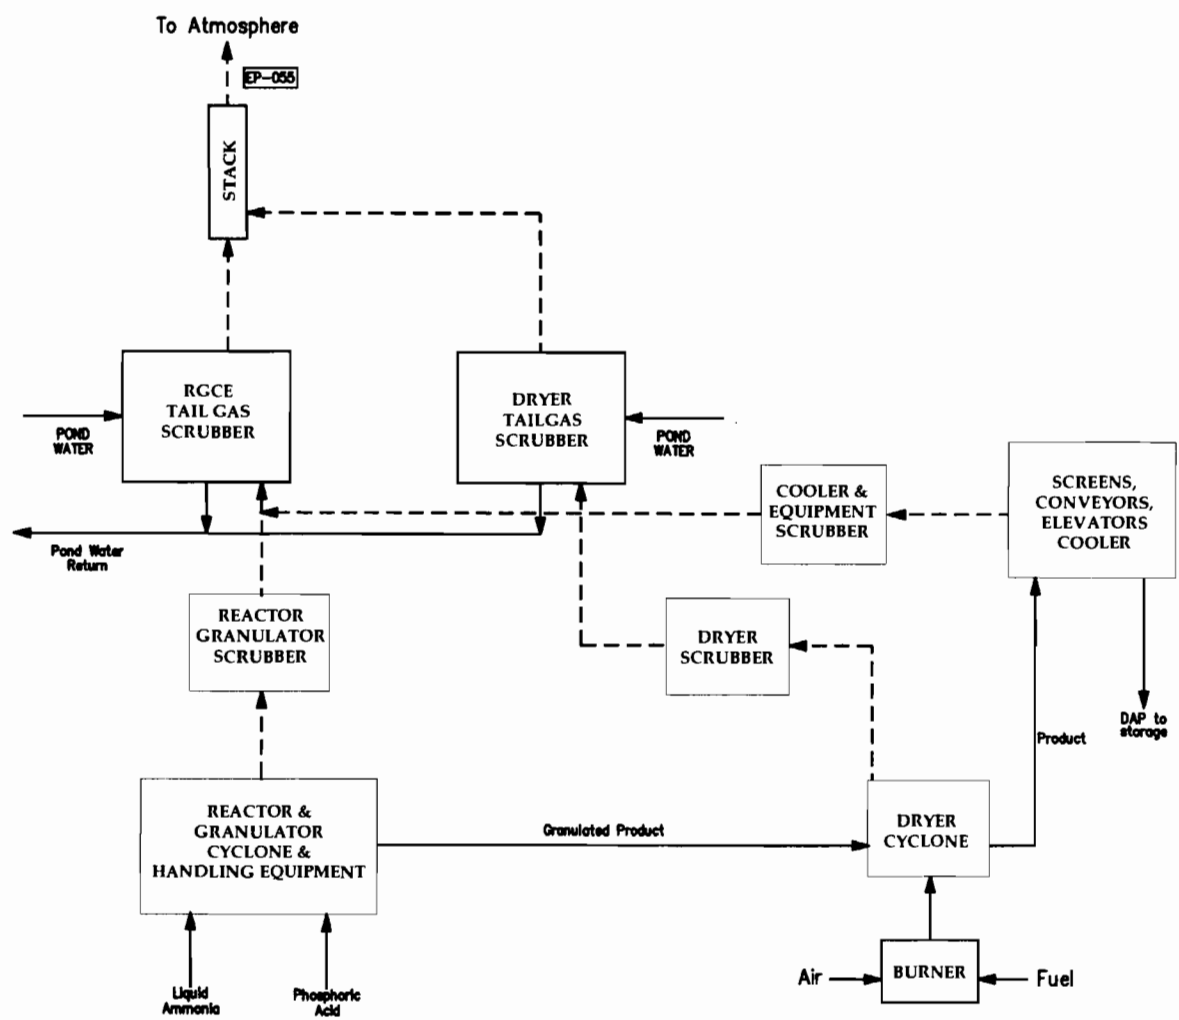 To Atmosphere
EP-055
STACK
RGCE
TAIL GAS
SCRUBBER
DRYER
TAILGAS
SCRUBBER
POND
WATER
POND
WATER
COOLER &
EQUIPMENT
SCRUBBER
SCREENS,
CONVEYORS,
ELEVATORS
COOLER
Pond Water
Return
REACTOR
GRANULATOR
SCRUBBER
DRYER
SCRUBBER
DAP to
storage
Product
REACTOR &
GRANULATOR
CYCLONE &
HANDLING EQUIPMENT
Granulated Product
DRYER
CYCLONE
Air
BURNER
Fuel
Liquid
Ammonia
Phosphoric
Acid